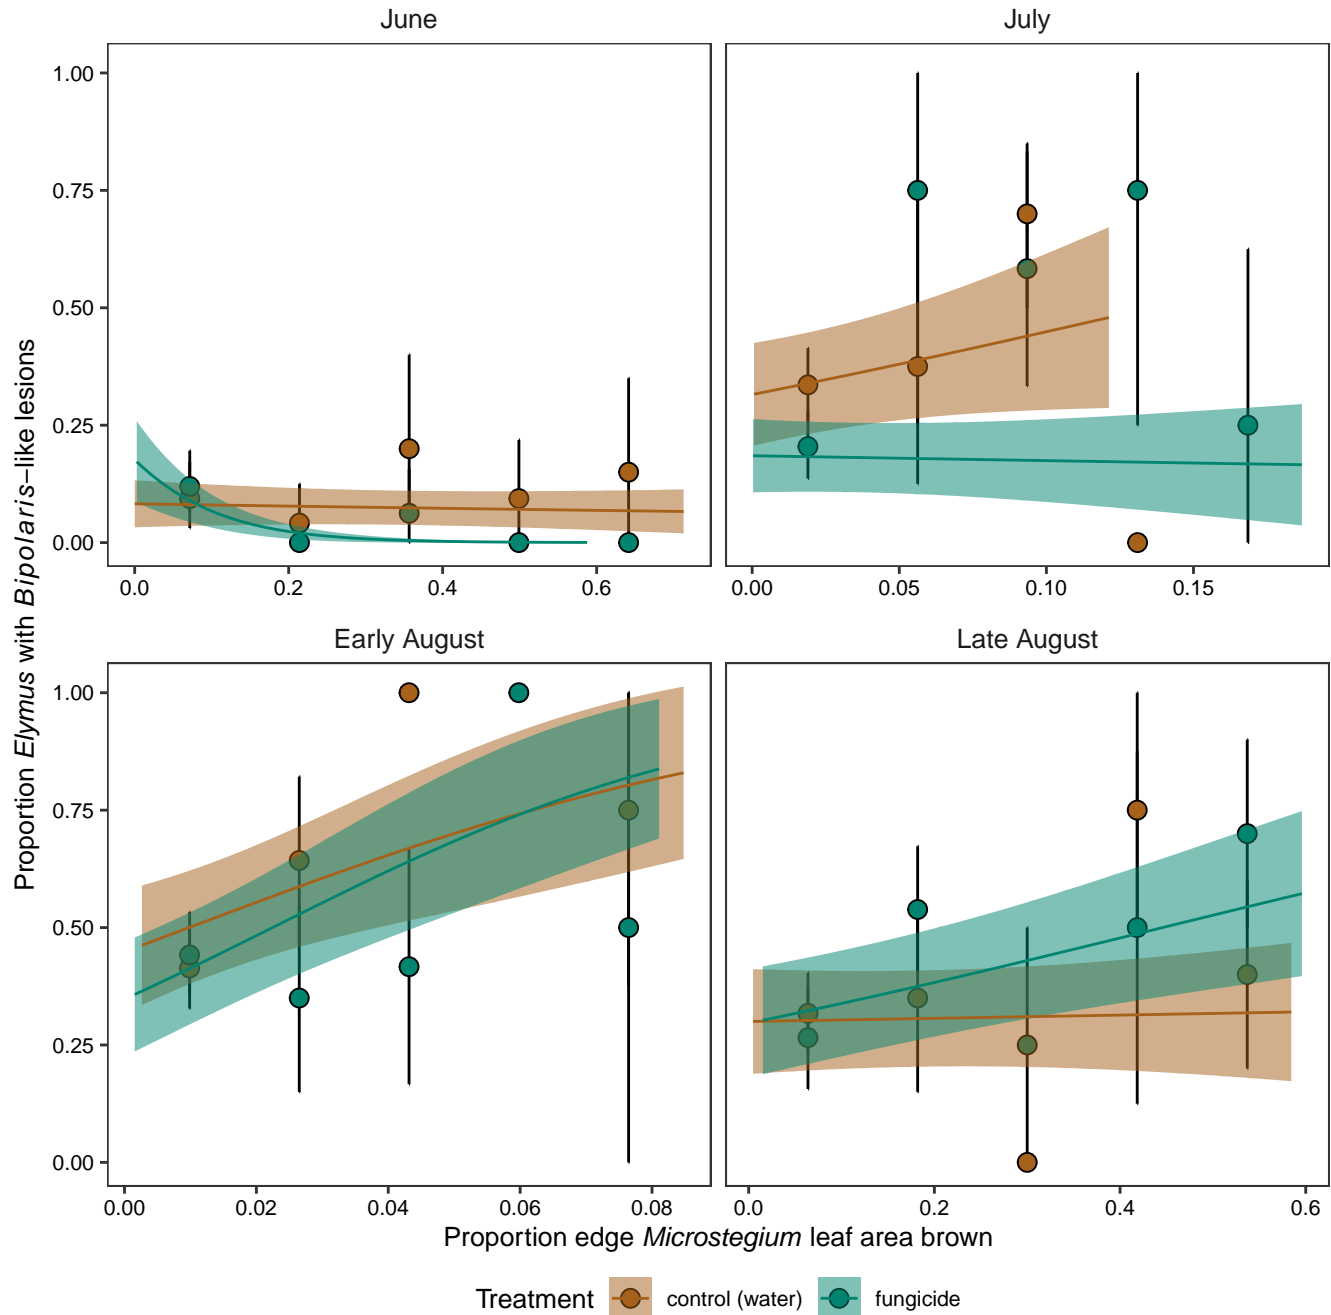 June
July
Proportion Elymus with Bipolaris−like lesions
1.00
0.75
0.50
0.25
0.00
0.0 0.2 0.4 0.6
0.00 0.05 0.10 0.15
Early August
Late August
1.00
0.75
0.50
0.25
0.00
0.00 0.02 0.04 0.06 0.08
0.0 0.2 0.4 0.6
Proportion edge Microstegium leaf area brown
Treatment control (water) fungicide